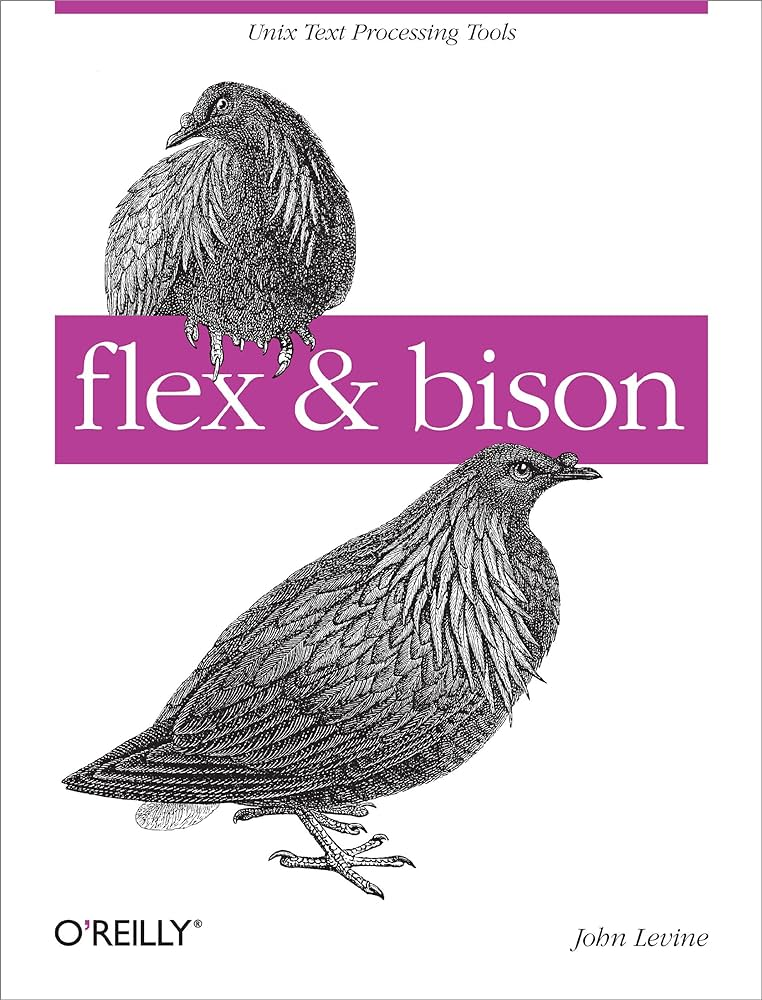 Unix Text Processing Tools
flex & bison
O'REILLY®
John Levine